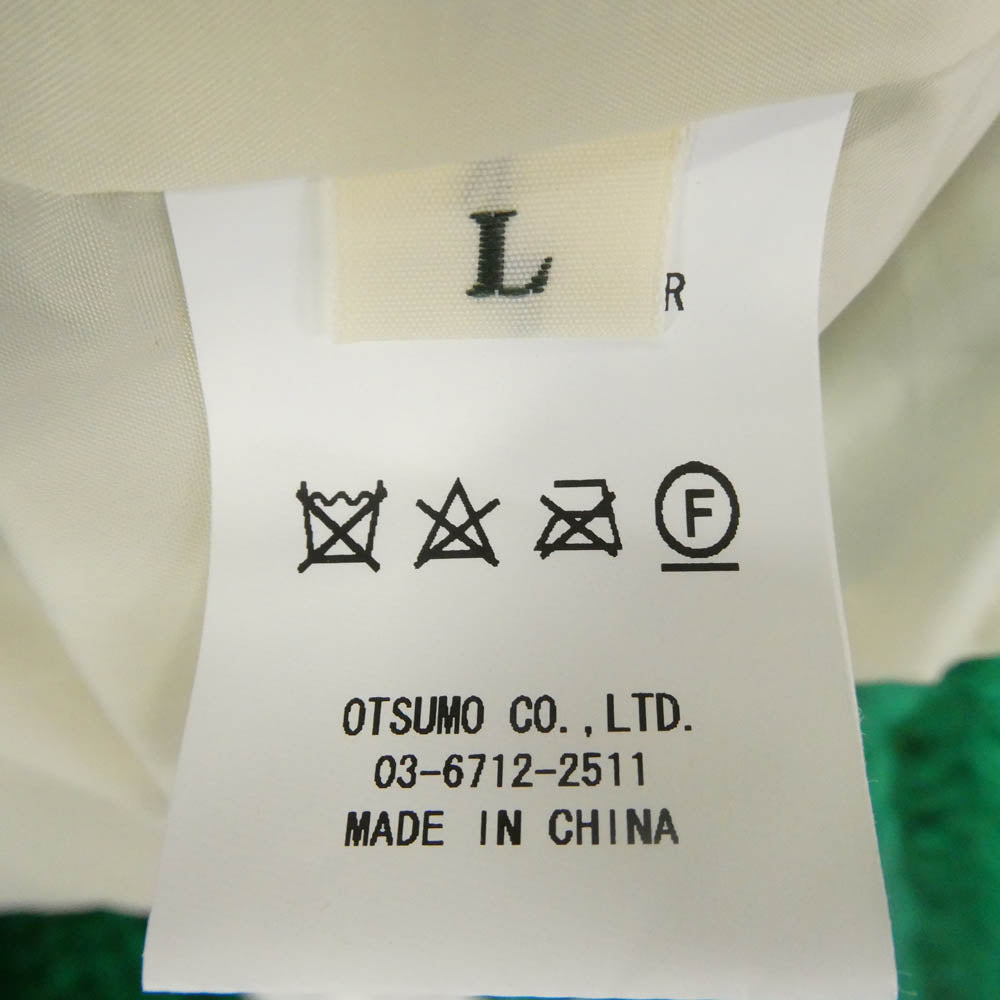 L
R
F
OTSUMO CO.,LTD.
03-6712-2511
MADE IN CHINA